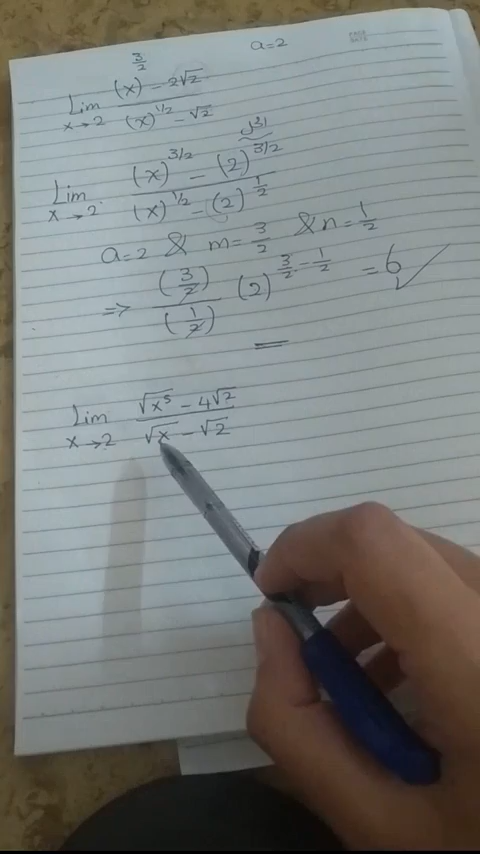 a=2
Lim x→2 ((x)^3/2 - 2√2) / ((x)^1/2 - √2)
Lim x→2 ((x)^3/2 - (2)^3/2) / ((x)^1/2 - (2)^1/2)
a=2 & m=3/2 & n=1/2
⇒ (3/2)/(1/2) (2)^3/2-1/2 = 6 ✓
Lim x→2 (√x^5 - 4√2) / (√x - √2)